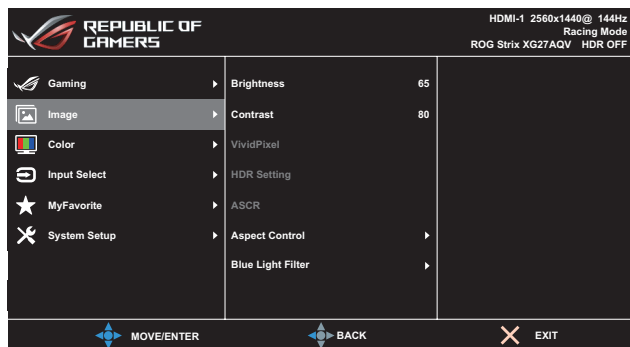 REPUBLIC OF
GAMERS
HDMI-1 2560x1440@ 144Hz
Racing Mode
ROG Strix XG27AQV HDR OFF
Gaming
Image
Color
Input Select
MyFavorite
System Setup
Brightness 65
Contrast 80
VividPixel
HDR Setting
ASCR
Aspect Control
Blue Light Filter
MOVE/ENTER
BACK
EXIT